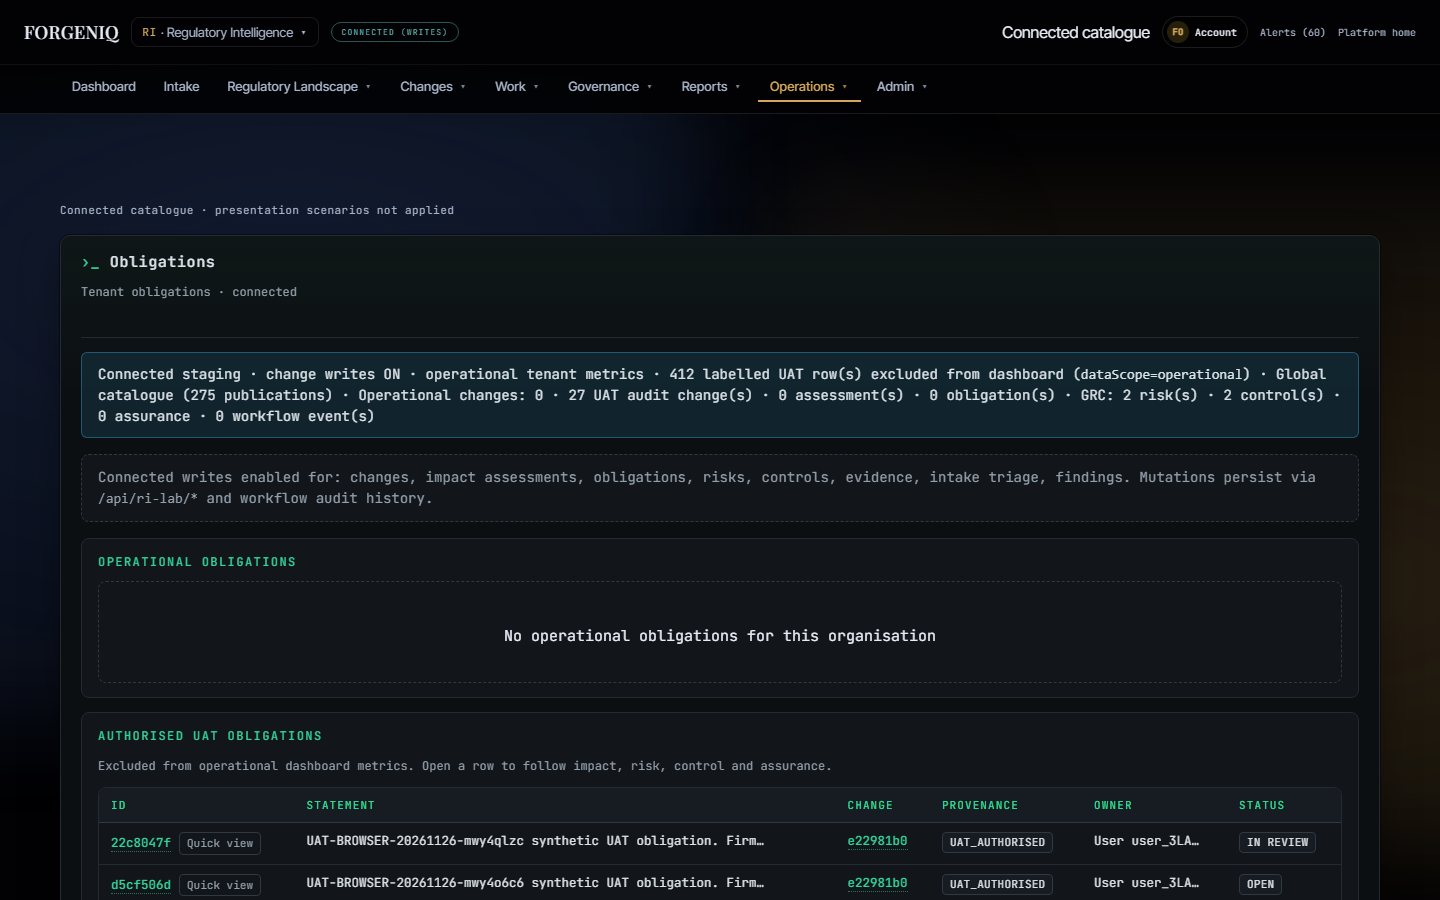 FORGENIQ
RI · Regulatory Intelligence ▾
CONNECTED (WRITES)
Connected catalogue
FO Account
Alerts (60)
Platform home
Dashboard
Intake
Regulatory Landscape ▾
Changes ▾
Work ▾
Governance ▾
Reports ▾
Operations ▾
Admin ▾
Connected catalogue · presentation scenarios not applied
›_ Obligations
Tenant obligations · connected
Connected staging · change writes ON · operational tenant metrics · 412 labelled UAT row(s) excluded from dashboard (dataScope=operational) · Global
catalogue (275 publications) · Operational changes: 0 · 27 UAT audit change(s) · 0 assessment(s) · 0 obligation(s) · GRC: 2 risk(s) · 2 control(s) ·
0 assurance · 0 workflow event(s)
Connected writes enabled for: changes, impact assessments, obligations, risks, controls, evidence, intake triage, findings. Mutations persist via
/api/ri-lab/* and workflow audit history.
OPERATIONAL OBLIGATIONS
No operational obligations for this organisation
AUTHORISED UAT OBLIGATIONS
Excluded from operational dashboard metrics. Open a row to follow impact, risk, control and assurance.
ID STATEMENT CHANGE PROVENANCE OWNER STATUS
22c8047f Quick view UAT-BROWSER-20261126-mwy4qlzc synthetic UAT obligation. Firm… e22981b0 UAT_AUTHORISED User user_3LA… IN REVIEW
d5cf506d Quick view UAT-BROWSER-20261126-mwy4o6c6 synthetic UAT obligation. Firm… e22981b0 UAT_AUTHORISED User user_3LA… OPEN